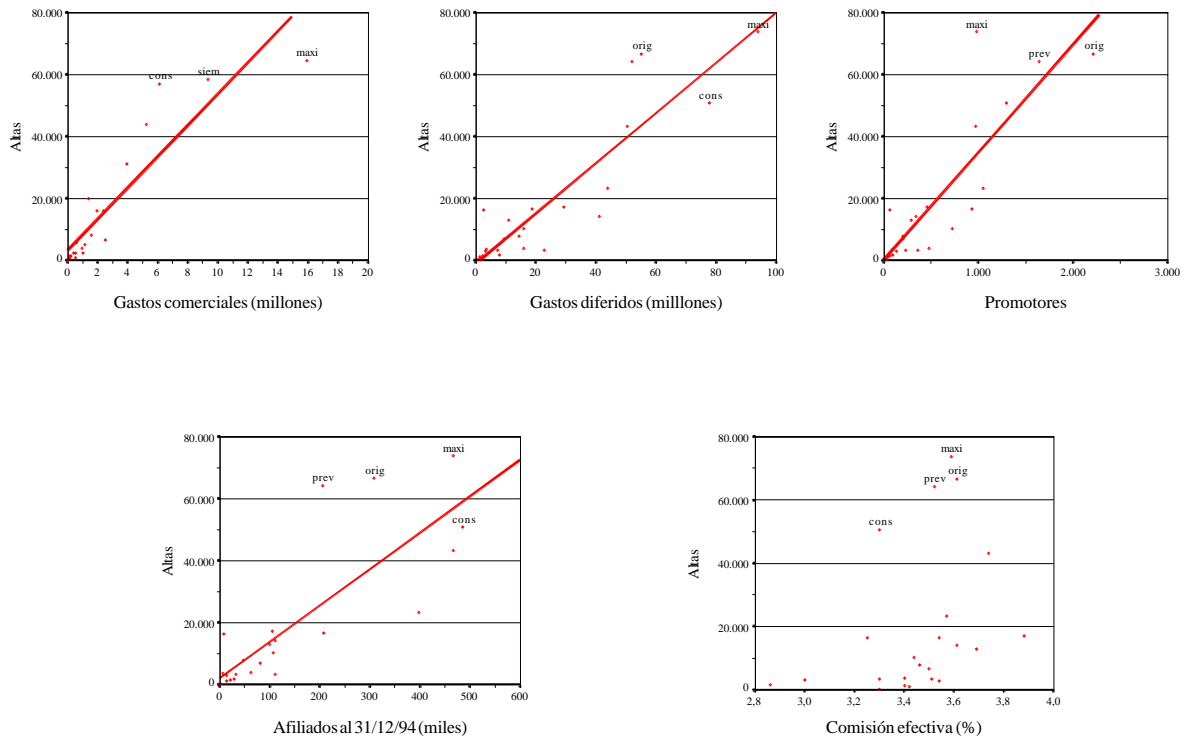 80.000
60.000
40.000
20.000
0
Altas
cons
siem
maxi
0 2 4 6 8 10 12 14 16 18 20
Gastos comerciales (millones)
80.000
60.000
40.000
20.000
0
Altas
orig
maxi
cons
0 20 40 60 80 100
Gastos diferidos (milllones)
80.000
60.000
40.000
20.000
0
Altas
maxi
prev
orig
0 1.000 2.000 3.000
Promotores
80.000
60.000
40.000
20.000
0
Altas
prev
orig
maxi
cons
0 100 200 300 400 500 600
Afiliados al 31/12/94 (miles)
80.000
60.000
40.000
20.000
0
Altas
maxi
orig
prev
cons
2,8 3,0 3,2 3,4 3,6 3,8 4,0
Comisión efectiva (%)